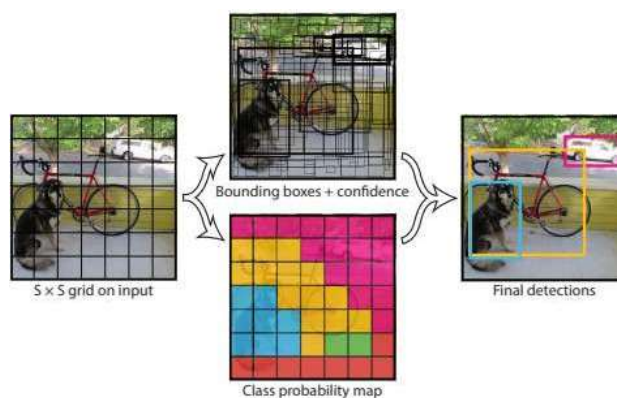 S × S grid on input
Bounding boxes + confidence
Class probability map
Final detections